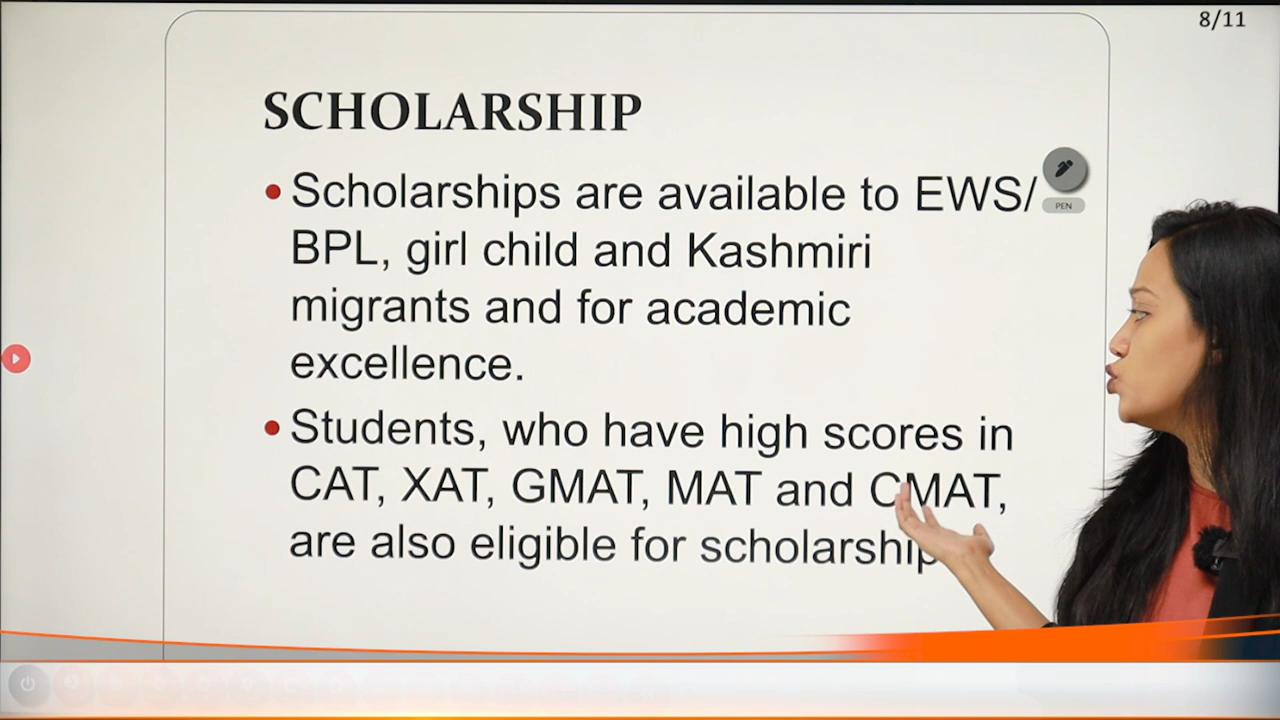 8/11
SCHOLARSHIP
• Scholarships are available to EWS/
BPL, girl child and Kashmiri
migrants and for academic
excellence.
• Students, who have high scores in
CAT, XAT, GMAT, MAT and CMAT,
are also eligible for scholarship
PEN